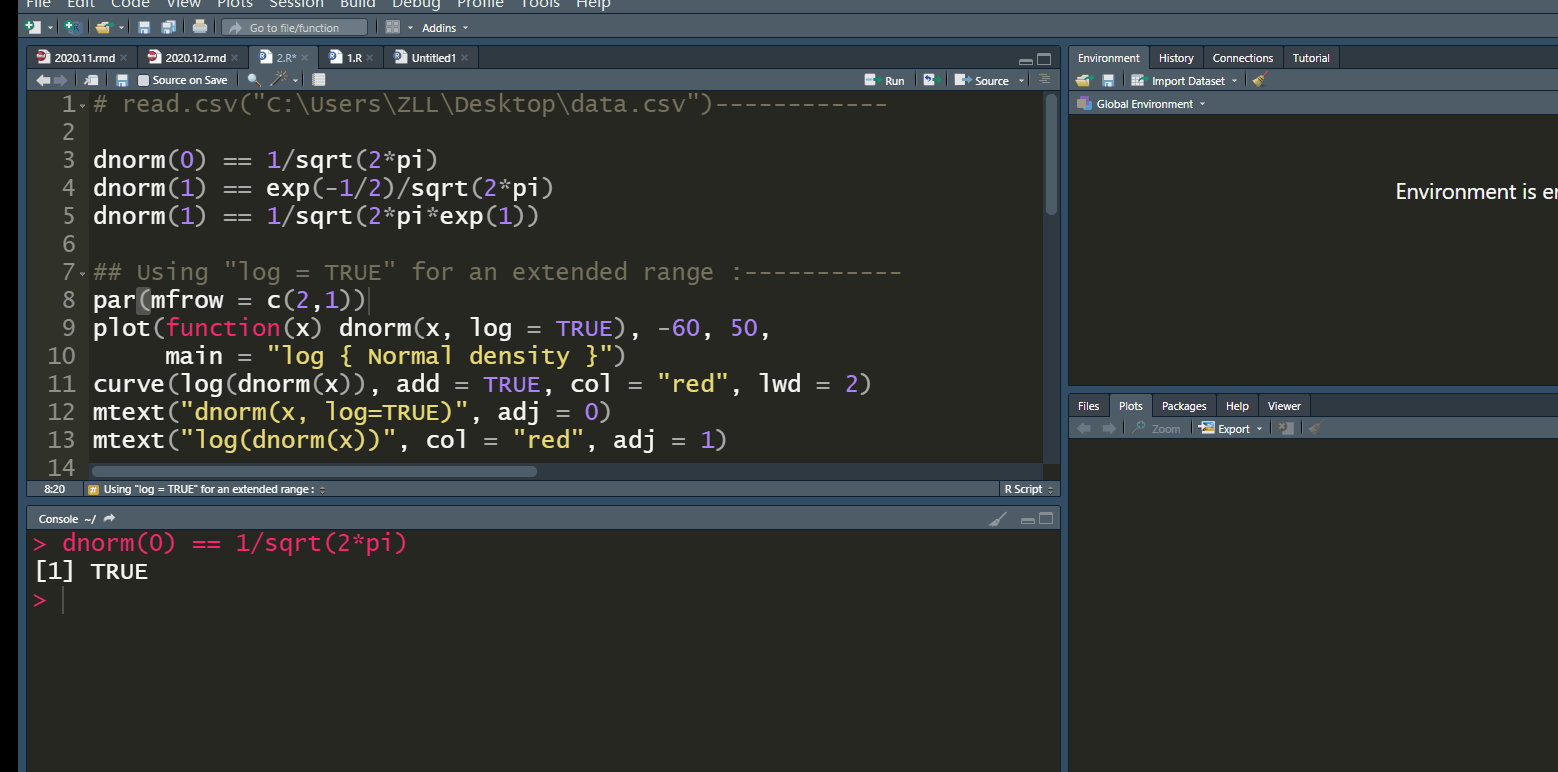 File Edit Code View Plots Session Build Debug Profile Tools Help
Go to file/function Addins
2020.11.rmd 2020.12.rmd 2.R* 1.R Untitled1
Source on Save Run Source
1 # read.csv("C:\Users\ZLL\Desktop\data.csv")------------
2
3 dnorm(0) == 1/sqrt(2*pi)
4 dnorm(1) == exp(-1/2)/sqrt(2*pi)
5 dnorm(1) == 1/sqrt(2*pi*exp(1))
6
7 ## Using "log = TRUE" for an extended range :-----------
8 par(mfrow = c(2,1))
9 plot(function(x) dnorm(x, log = TRUE), -60, 50,
10 main = "log { Normal density }")
11 curve(log(dnorm(x)), add = TRUE, col = "red", lwd = 2)
12 mtext("dnorm(x, log=TRUE)", adj = 0)
13 mtext("log(dnorm(x))", col = "red", adj = 1)
14
8:20 # Using "log = TRUE" for an extended range : R Script
Console ~/
> dnorm(0) == 1/sqrt(2*pi)
[1] TRUE
>
Environment History Connections Tutorial
Import Dataset
Global Environment
Environment is
Files Plots Packages Help Viewer
Zoom Export